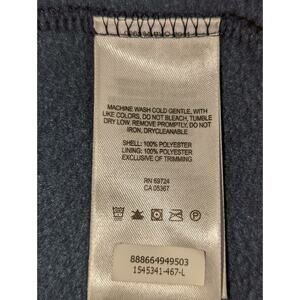 MACHINE WASH COLD GENTLE, WITH
LIKE COLORS, DO NOT BLEACH, TUMBLE
DRY LOW, REMOVE PROMPTLY, DO NOT
IRON, DRYCLEANABLE
SHELL: 100% POLYESTER
LINING: 100% POLYESTER
EXCLUSIVE OF TRIMMING
RN 69724
CA 05367
888664949503
1545341-467-L